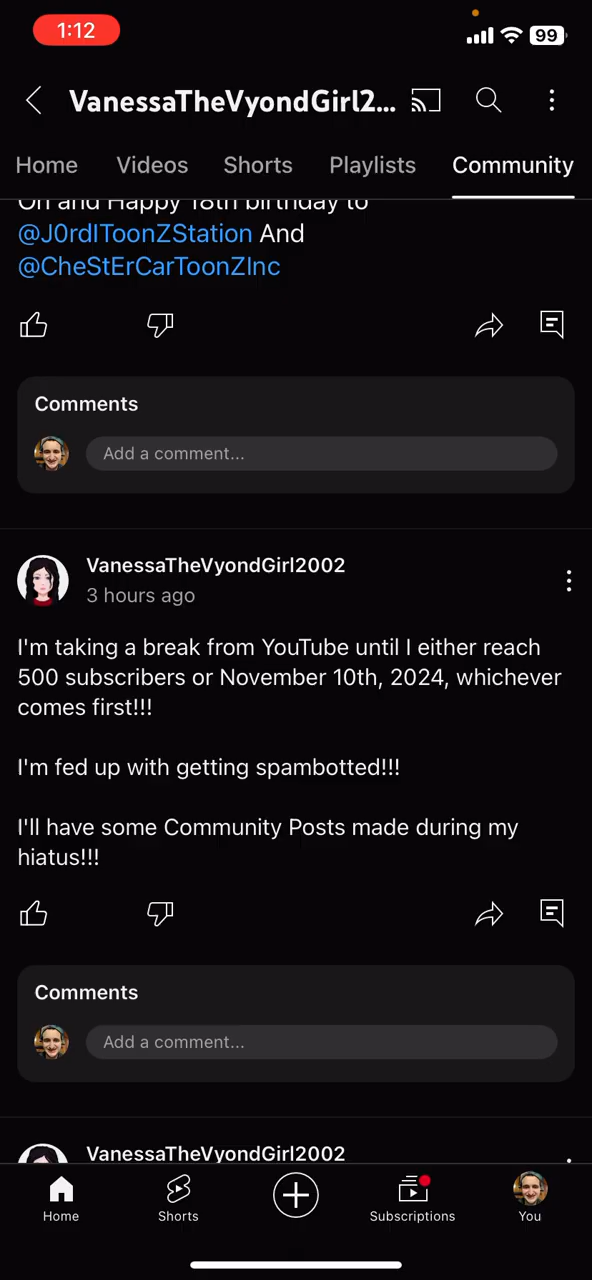 1:12
99
VanessaTheVyondGirl2...
Home Videos Shorts Playlists Community
Oh and Happy 18th birthday to
@J0rdIToonZStation And
@CheStErCarToonZInc
Comments
Add a comment...
VanessaTheVyondGirl2002
3 hours ago
I'm taking a break from YouTube until I either reach
500 subscribers or November 10th, 2024, whichever
comes first!!!
I'm fed up with getting spambotted!!!
I'll have some Community Posts made during my
hiatus!!!
Comments
Add a comment...
VanessaTheVyondGirl2002
Home Shorts Subscriptions You